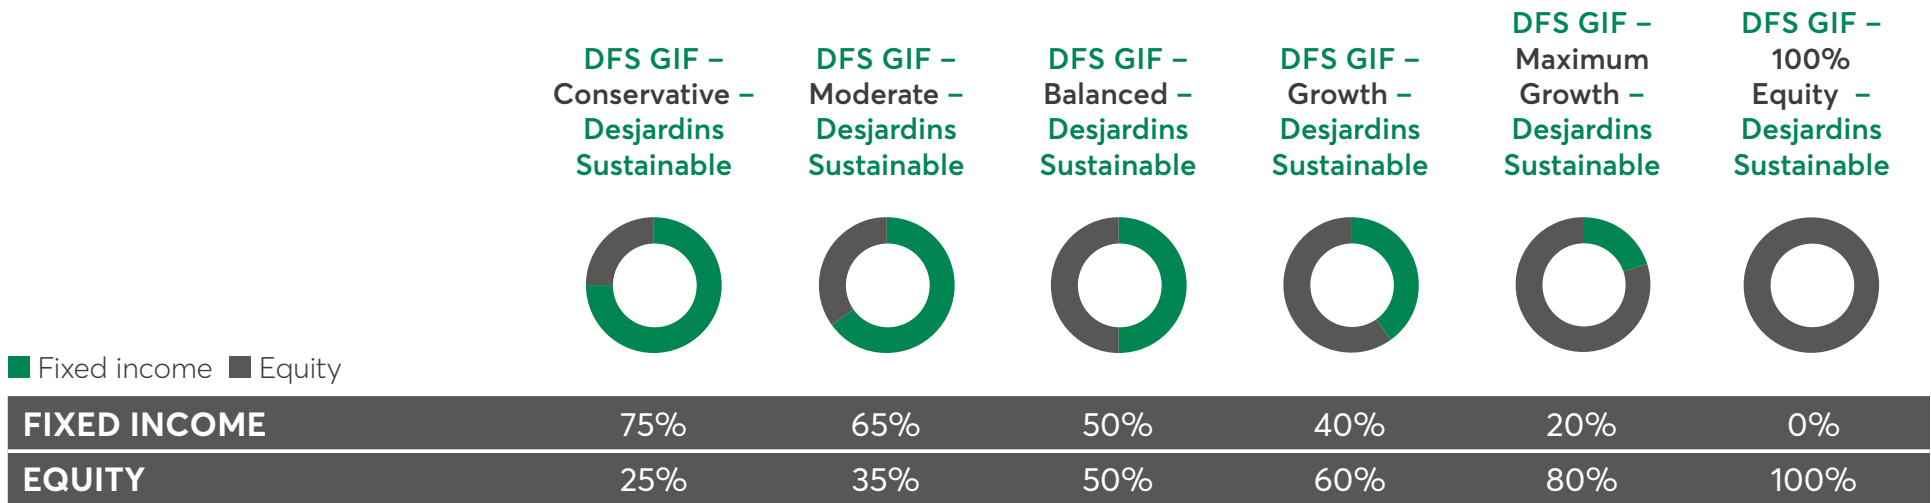 DFS GIF –
Conservative –
Desjardins
Sustainable
DFS GIF –
Moderate –
Desjardins
Sustainable
DFS GIF –
Balanced –
Desjardins
Sustainable
DFS GIF –
Growth –
Desjardins
Sustainable
DFS GIF –
Maximum
Growth –
Desjardins
Sustainable
DFS GIF –
100%
Equity –
Desjardins
Sustainable
Fixed income Equity
FIXED INCOME 75% 65% 50% 40% 20% 0%
EQUITY 25% 35% 50% 60% 80% 100%